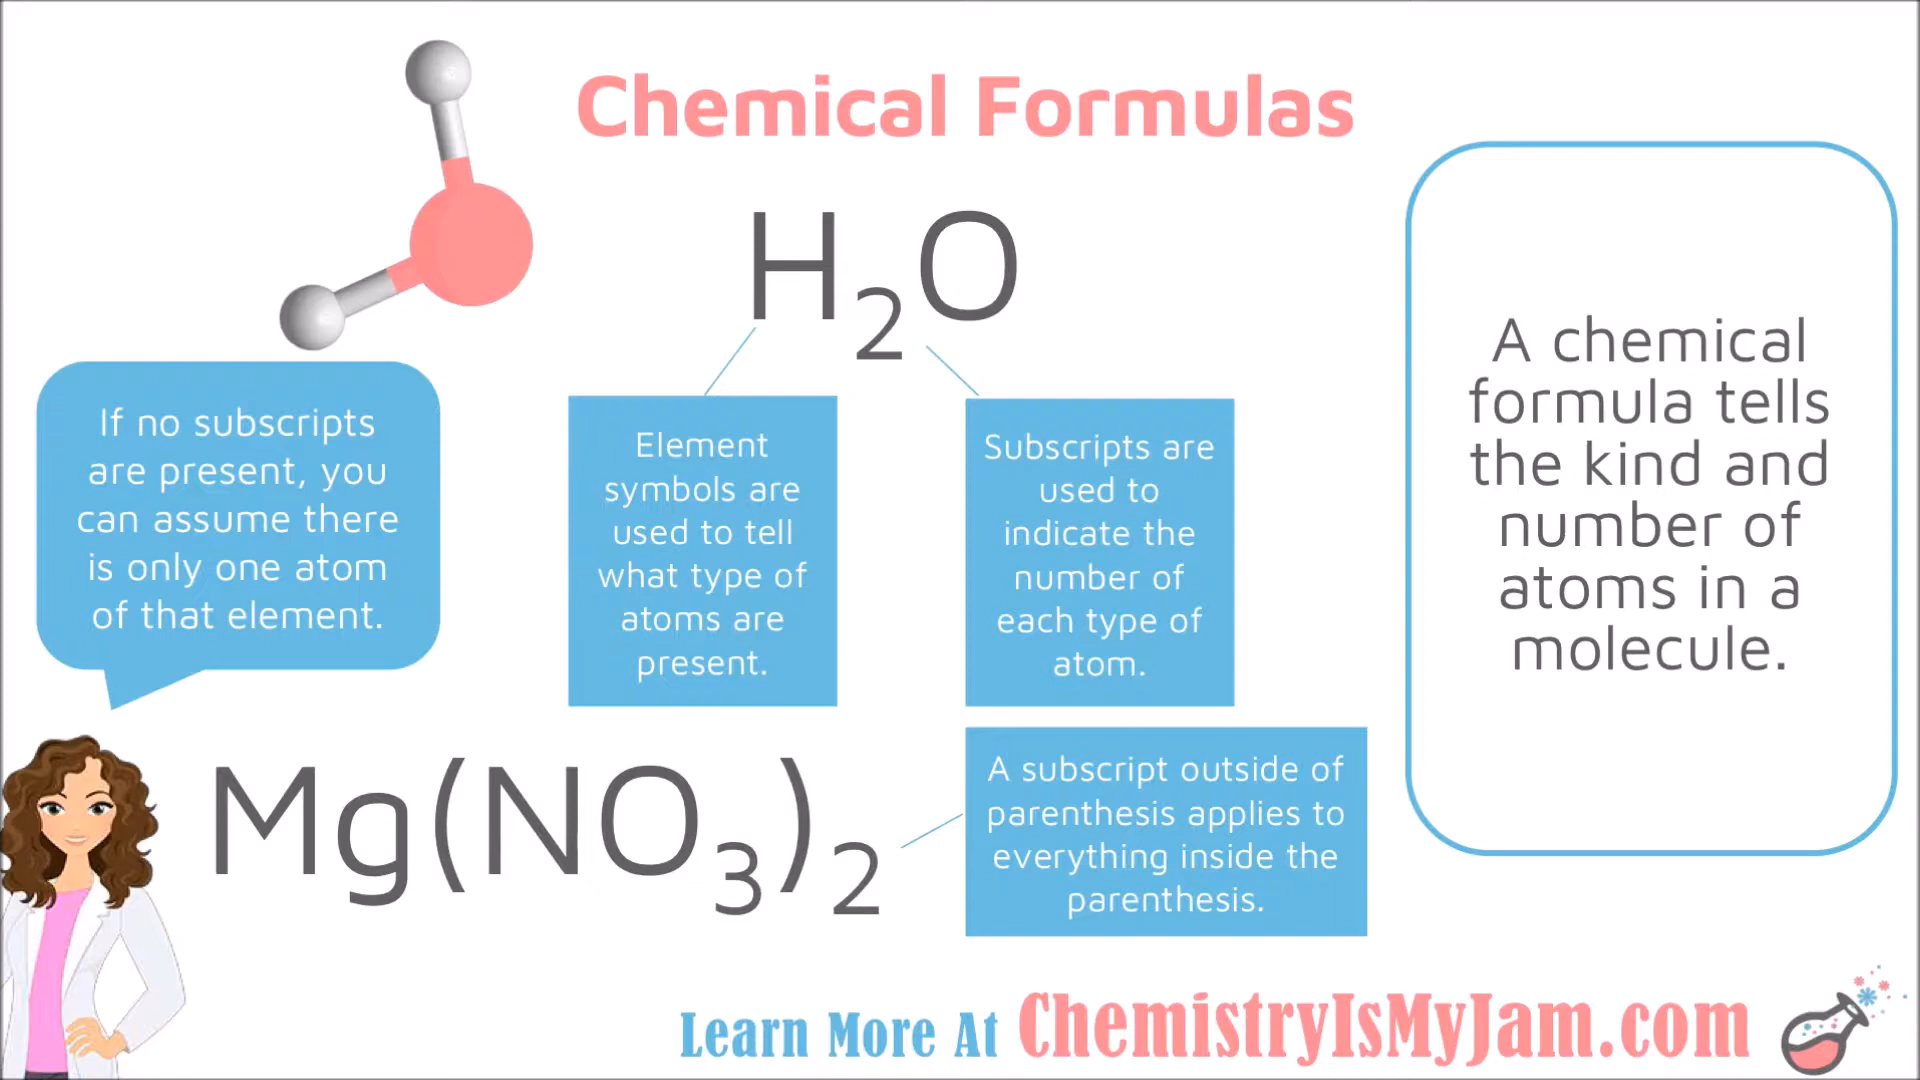 Chemical Formulas
H₂O
If no subscripts
are present, you
can assume there
is only one atom
of that element.
Element
symbols are
used to tell
what type of
atoms are
present.
Subscripts are
used to
indicate the
number of
each type of
atom.
A chemical
formula tells
the kind and
number of
atoms in a
molecule.
Mg(NO₃)₂
A subscript outside of
parenthesis applies to
everything inside the
parenthesis.
Learn More At ChemistryIsMyJam.com